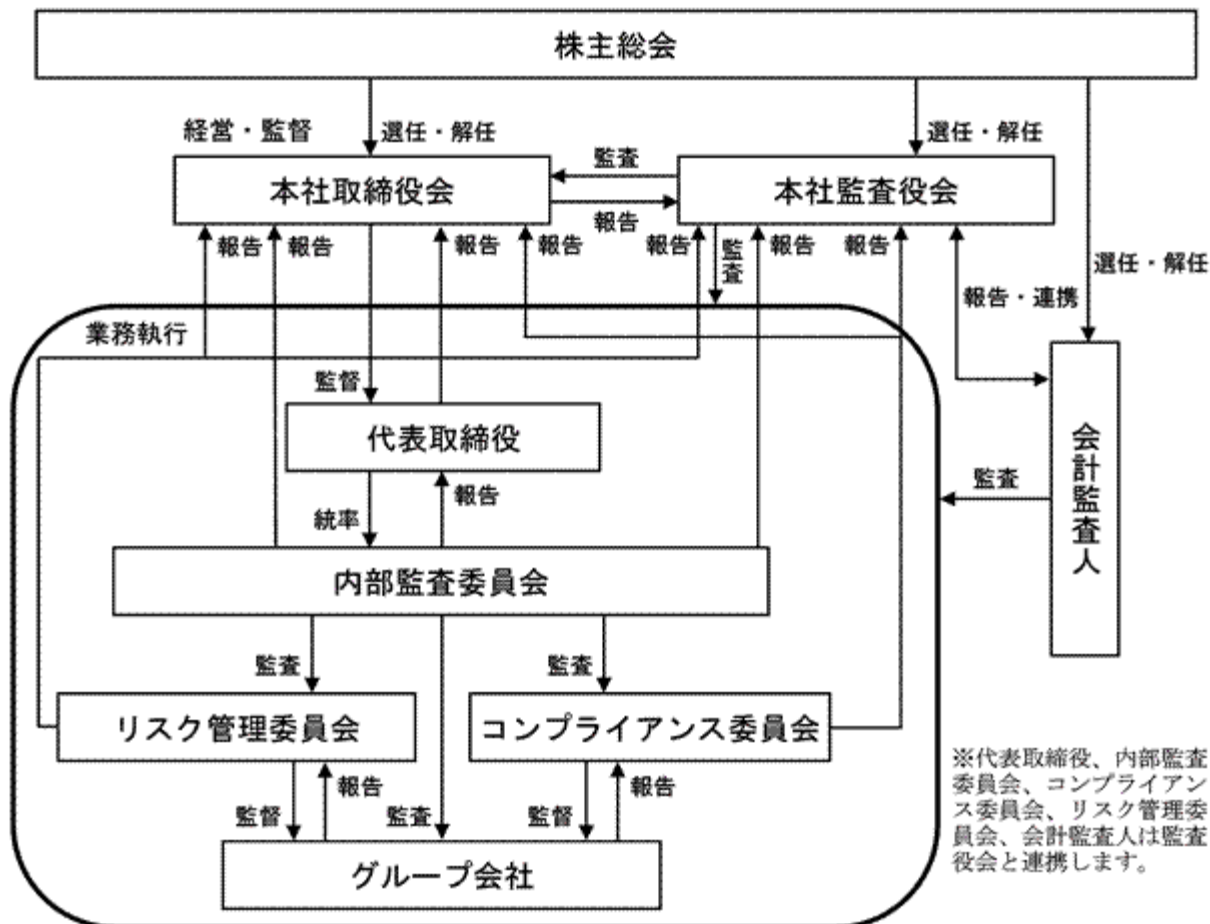 株主総会
経営・監督
選任・解任
選任・解任
監査
本社取締役会
本社監査役会
報告
報告
報告
報告
報告
報告
監査
報告
報告
選任・解任
報告・連携
業務執行
監督
代表取締役
会計監査人
監査
報告
統率
内部監査委員会
監査
監査
リスク管理委員会
コンプライアンス委員会
報告
報告
監督
監査
監督
グループ会社
※代表取締役、内部監査
委員会、コンプライアン
ス委員会、リスク管理委
員会、会計監査人は監査
役会と連携します。